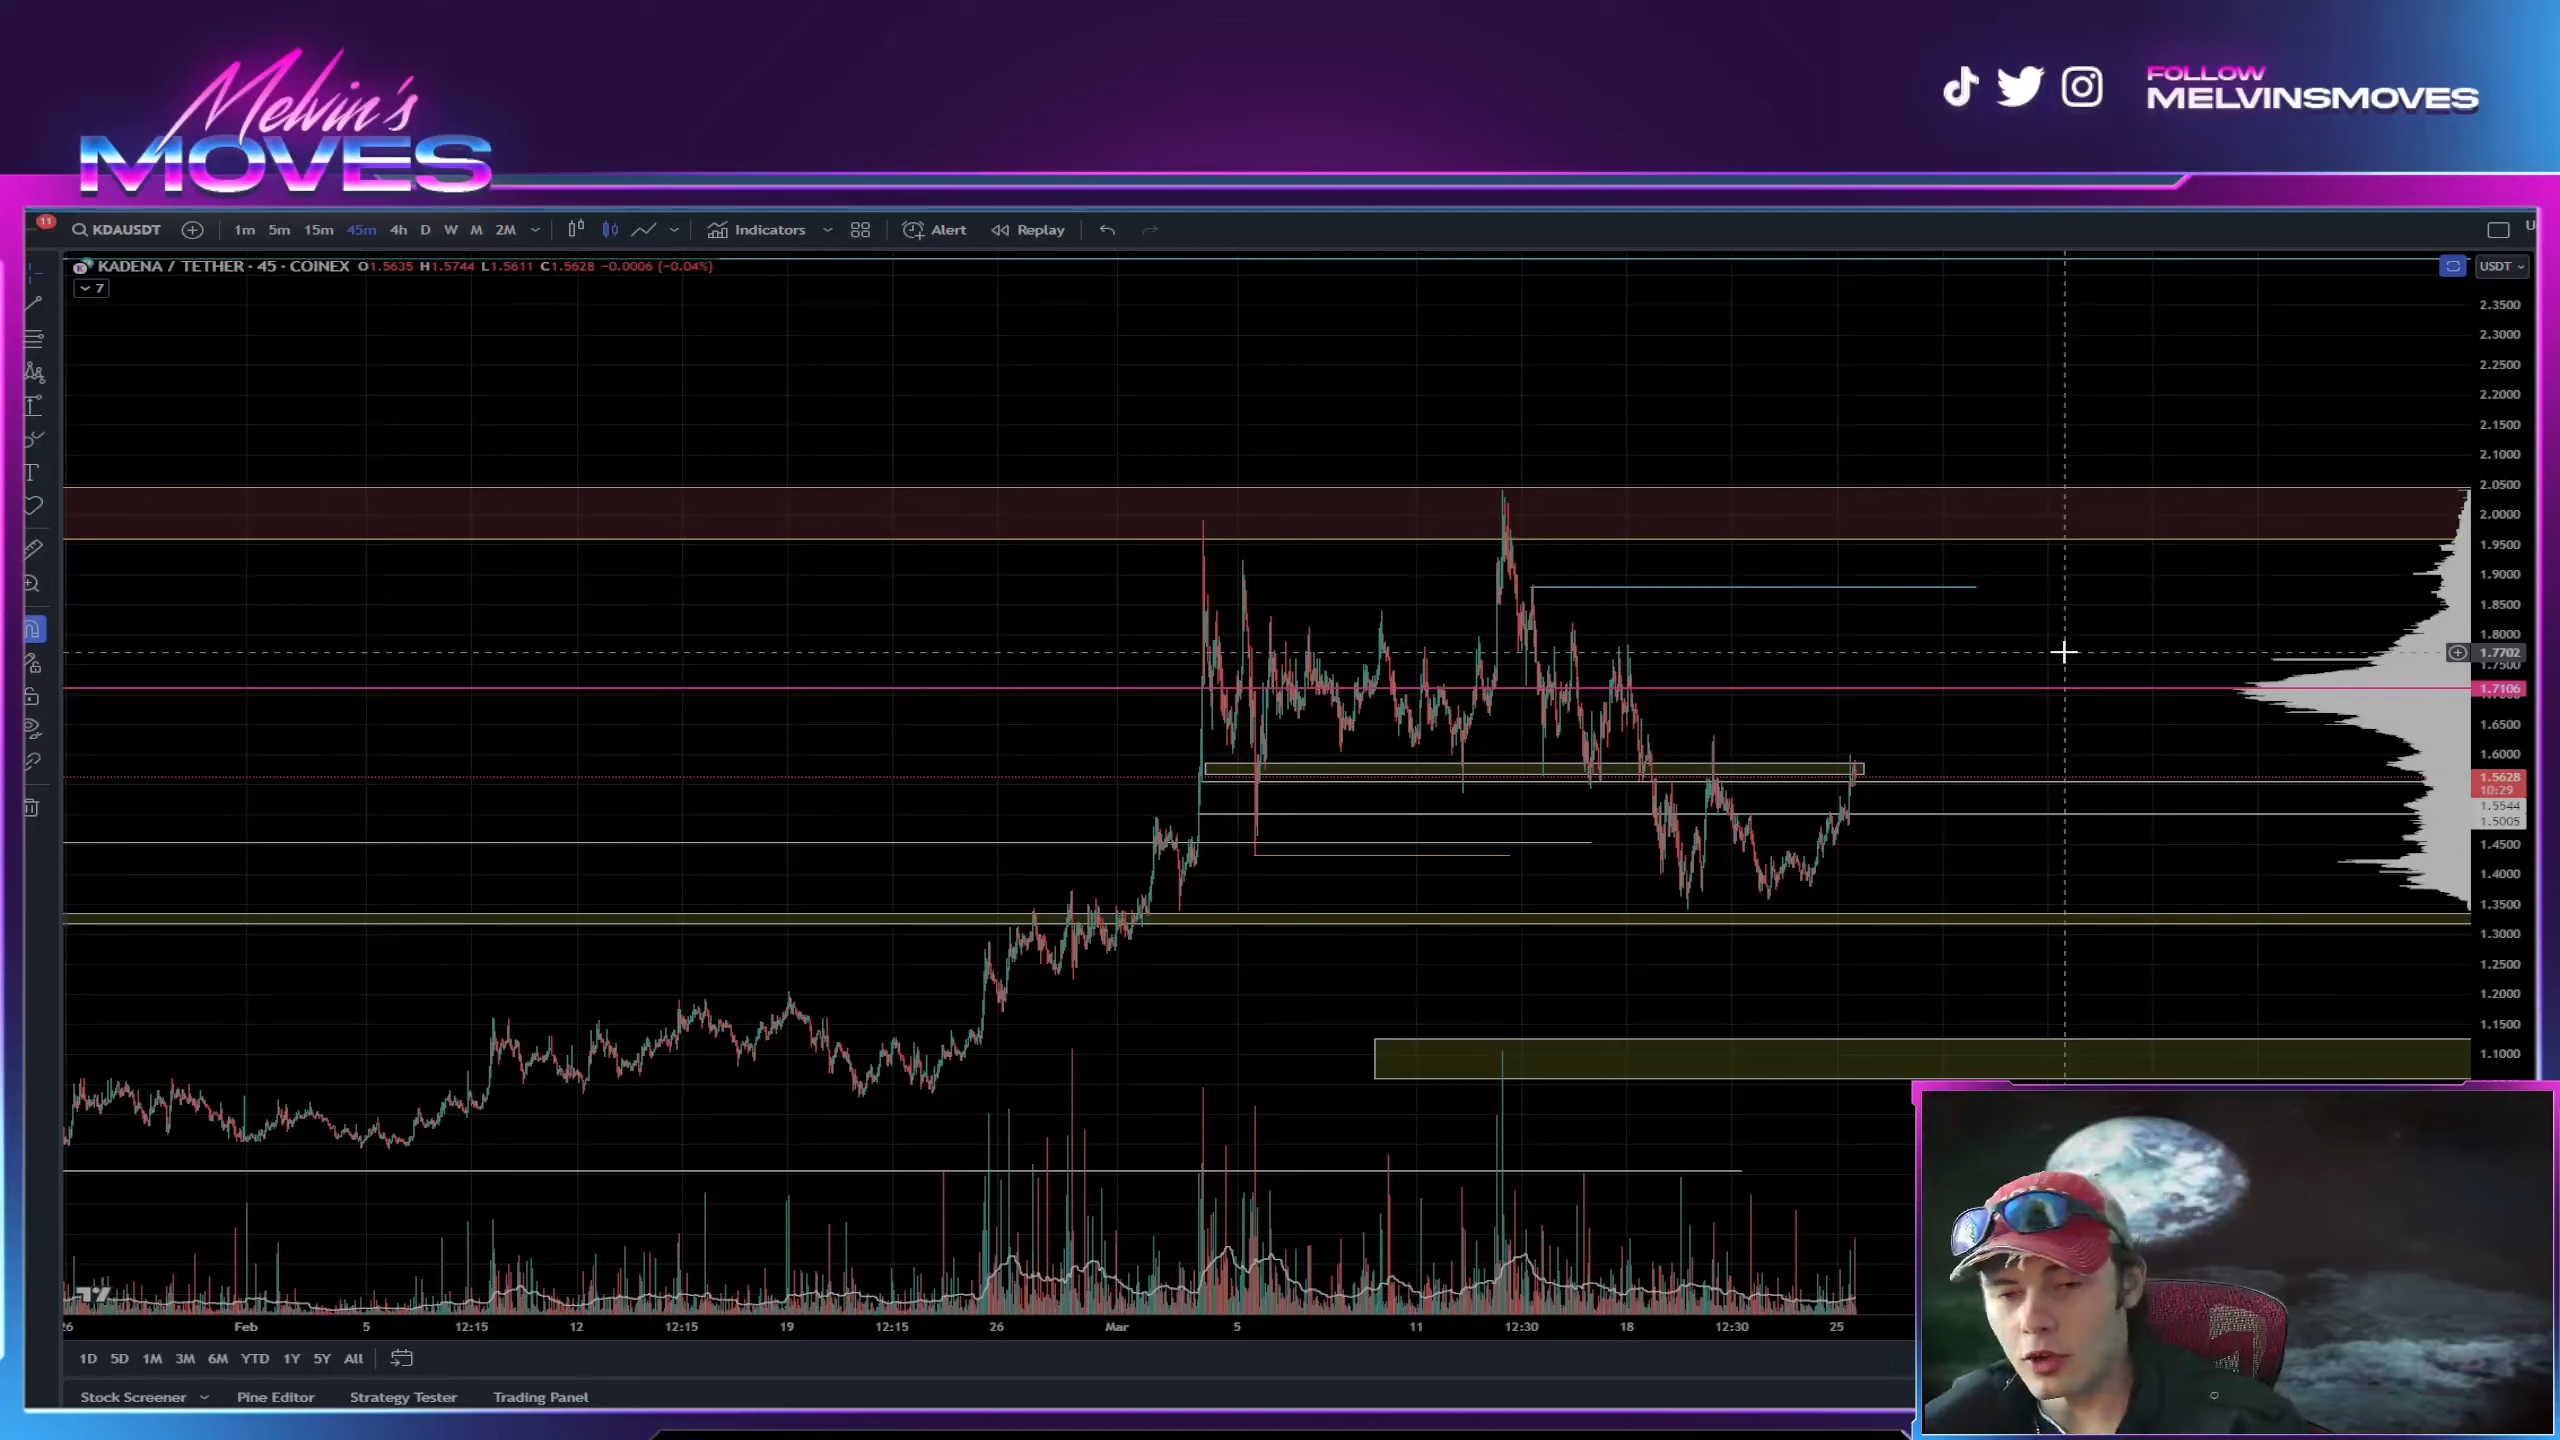 Melvin's
MOVES
FOLLOW
MELVINSMOVES
11
KDAUSDT
1m 5m 15m 45m 4h D W M 2M
Indicators
Alert
Replay
U
KADENA / TETHER · 45 · COINEX O1.5635 H1.5744 L1.5611 C1.5628 −0.0006 (−0.04%)
7
USDT
2.3500
2.3000
2.2500
2.2000
2.1500
2.1000
2.0500
2.0000
1.9500
1.9000
1.8500
1.8000
1.7702
1.7500
1.7106
1.6500
1.6000
1.5628
10:29
1.5544
1.5005
1.4500
1.4000
1.3500
1.3000
1.2500
1.2000
1.1500
1.1000
26 Feb 5 12:15 12 12:15 19 12:15 26 Mar 5 11 12:30 18 12:30 25
1D 5D 1M 3M 6M YTD 1Y 5Y All
Stock Screener Pine Editor Strategy Tester Trading Panel